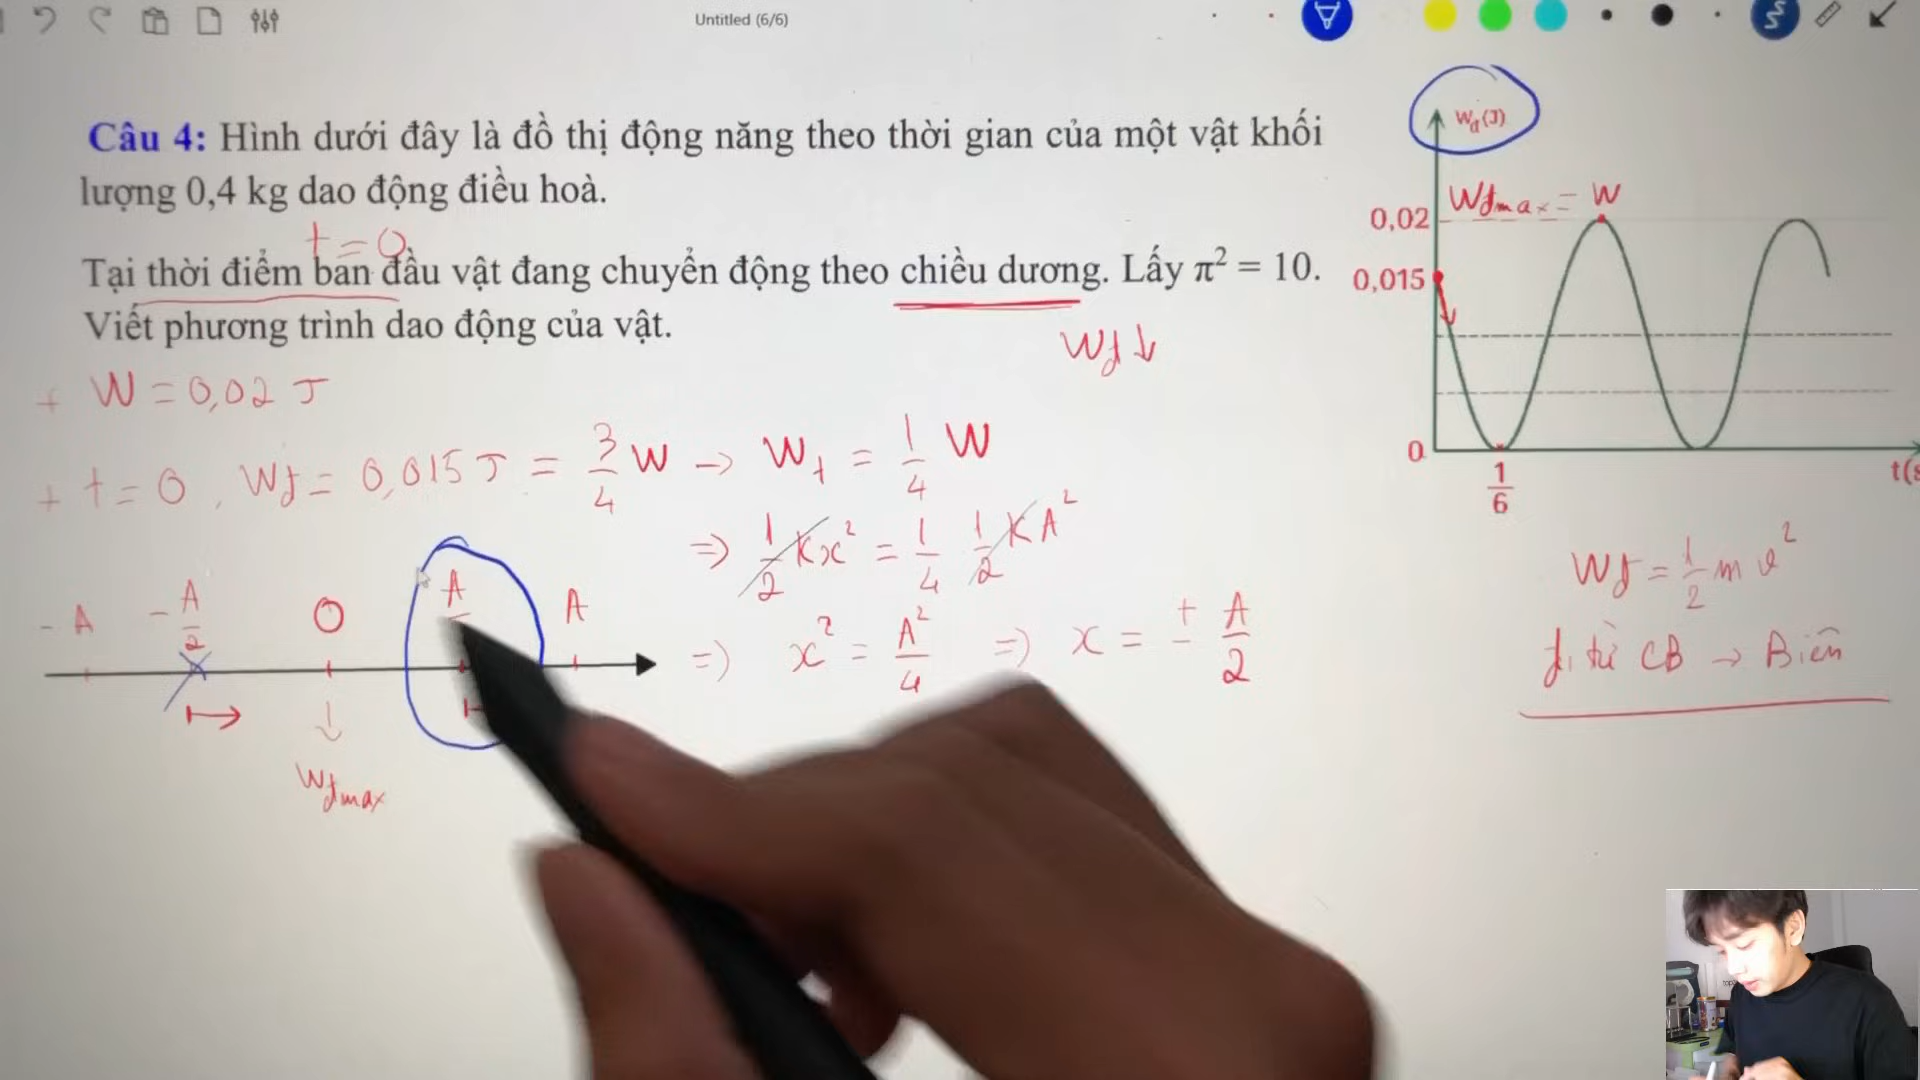 Untitled (6/6)
Câu 4: Hình dưới đây là đồ thị động năng theo thời gian của một vật khối
lượng 0,4 kg dao động điều hoà.
t = 0
Tại thời điểm ban đầu vật đang chuyển động theo chiều dương. Lấy π² = 10.
Viết phương trình dao động của vật.
Wđ ↓
+ W = 0,02 J
+ t = 0, Wđ = 0,015 J = 3/4 W → Wt = 1/4 W
⇒ 1/2 Kx² = 1/4 1/2 KA²
⇒ x² = A²/4 ⇒ x = ± A/2
- A
- A/2
O
A
A
Wđmax
Wđ(J)
Wđmax = W
0,02
0,015
0
1/6
t(s
Wđ = 1/2 m v²
đi từ CB → Biên